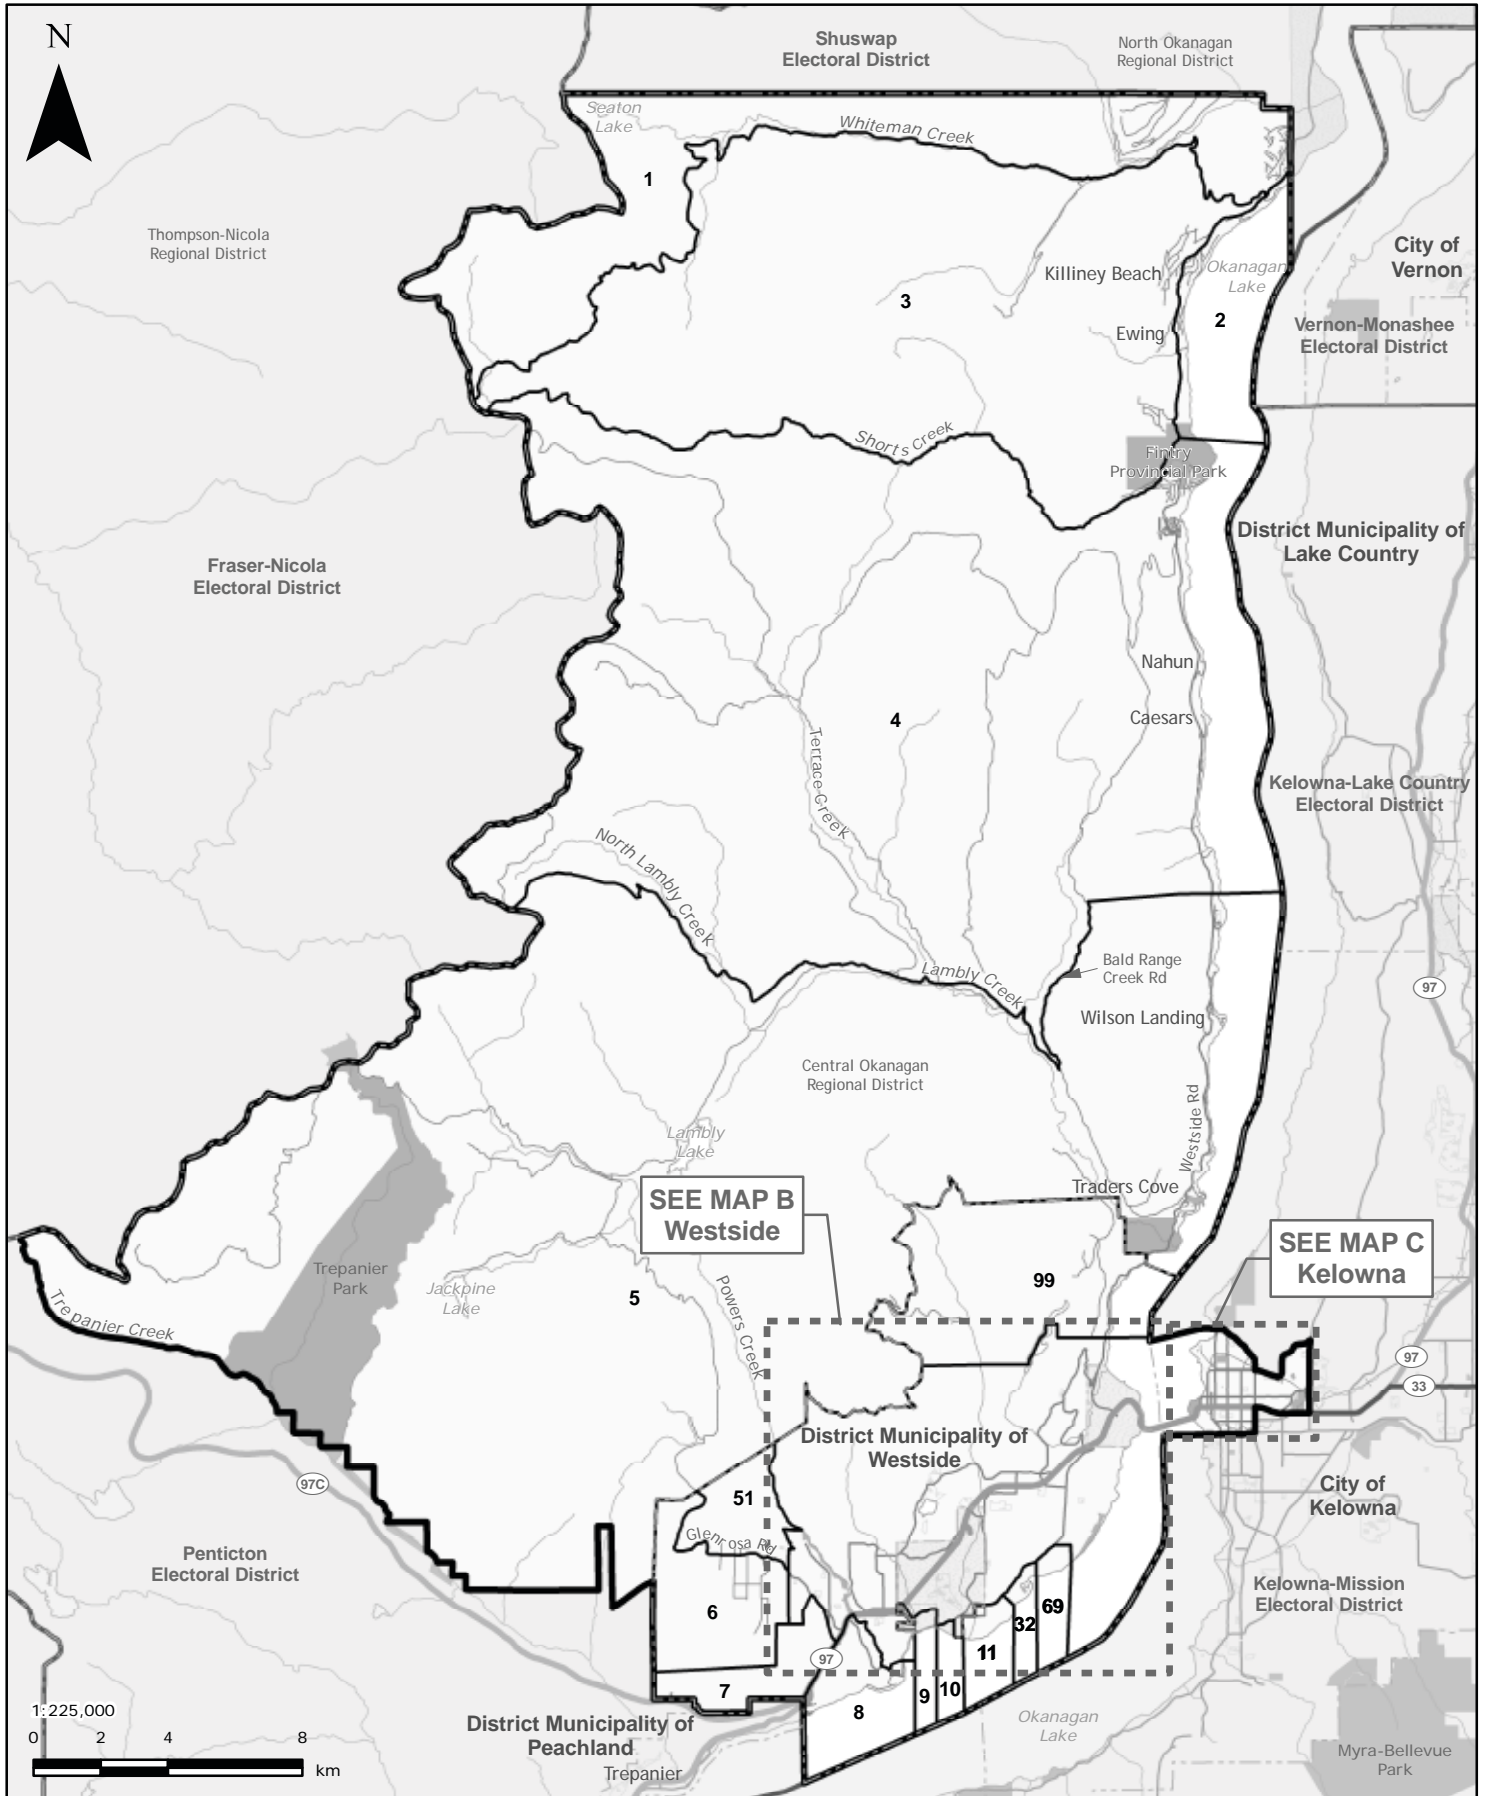 N
Shuswap
Electoral District
North Okanagan
Regional District
Seaton
Lake
Whiteman Creek
1
Thompson-Nicola
Regional District
City of
Vernon
Killiney Beach
Okanagan
Lake
3
2
Ewing
Vernon-Monashee
Electoral District
Shorts Creek
Fintry
Provincial Park
District Municipality of
Lake Country
Fraser-Nicola
Electoral District
Nahun
4
Caesars
Terrace Creek
Kelowna-Lake Country
Electoral District
North Lambly Creek
Lambly Creek
Bald Range
Creek Rd
97
Wilson Landing
Central Okanagan
Regional District
Westside Rd
Lambly
Lake
Traders Cove
SEE MAP B
Westside
SEE MAP C
Kelowna
Trepanier
Park
Jackpine
Lake
5
99
Powers Creek
Trepanier Creek
97
33
District Municipality of
Westside
97C
51
City of
Kelowna
Glenrosa Rd
Penticton
Electoral District
Kelowna-Mission
Electoral District
6
69
32
11
97
7
8
9
10
1:225,000
0 2 4 8
km
District Municipality of
Peachland
Trepanier
Okanagan
Lake
Myra-Bellevue
Park